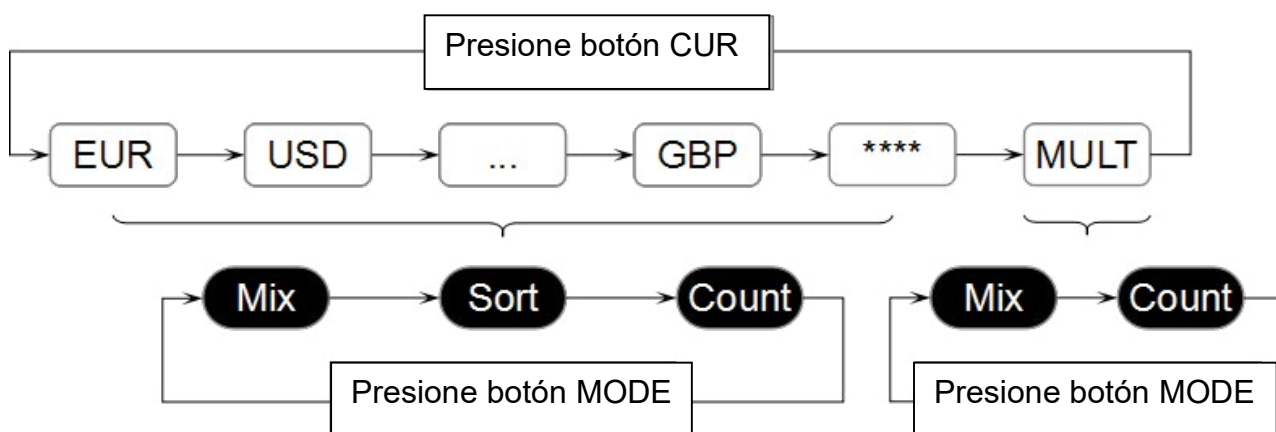 Presione botón CUR
EUR USD ... GBP **** MULT
Mix Sort Count Mix Count
Presione botón MODE Presione botón MODE